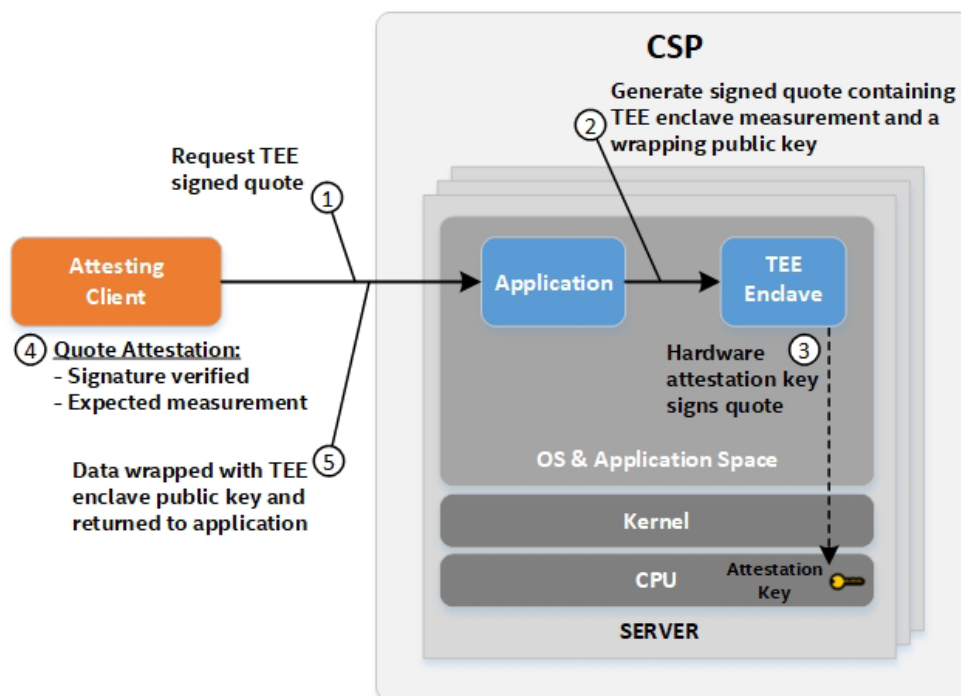 CSP
Generate signed quote containing
TEE enclave measurement and a
wrapping public key
2
Request TEE
signed quote
1
Attesting
Client
Application
TEE
Enclave
4
Quote Attestation:
- Signature verified
- Expected measurement
3
Hardware
attestation key
signs quote
5
Data wrapped with TEE
enclave public key and
returned to application
OS & Application Space
Kernel
CPU
Attestation
Key
SERVER